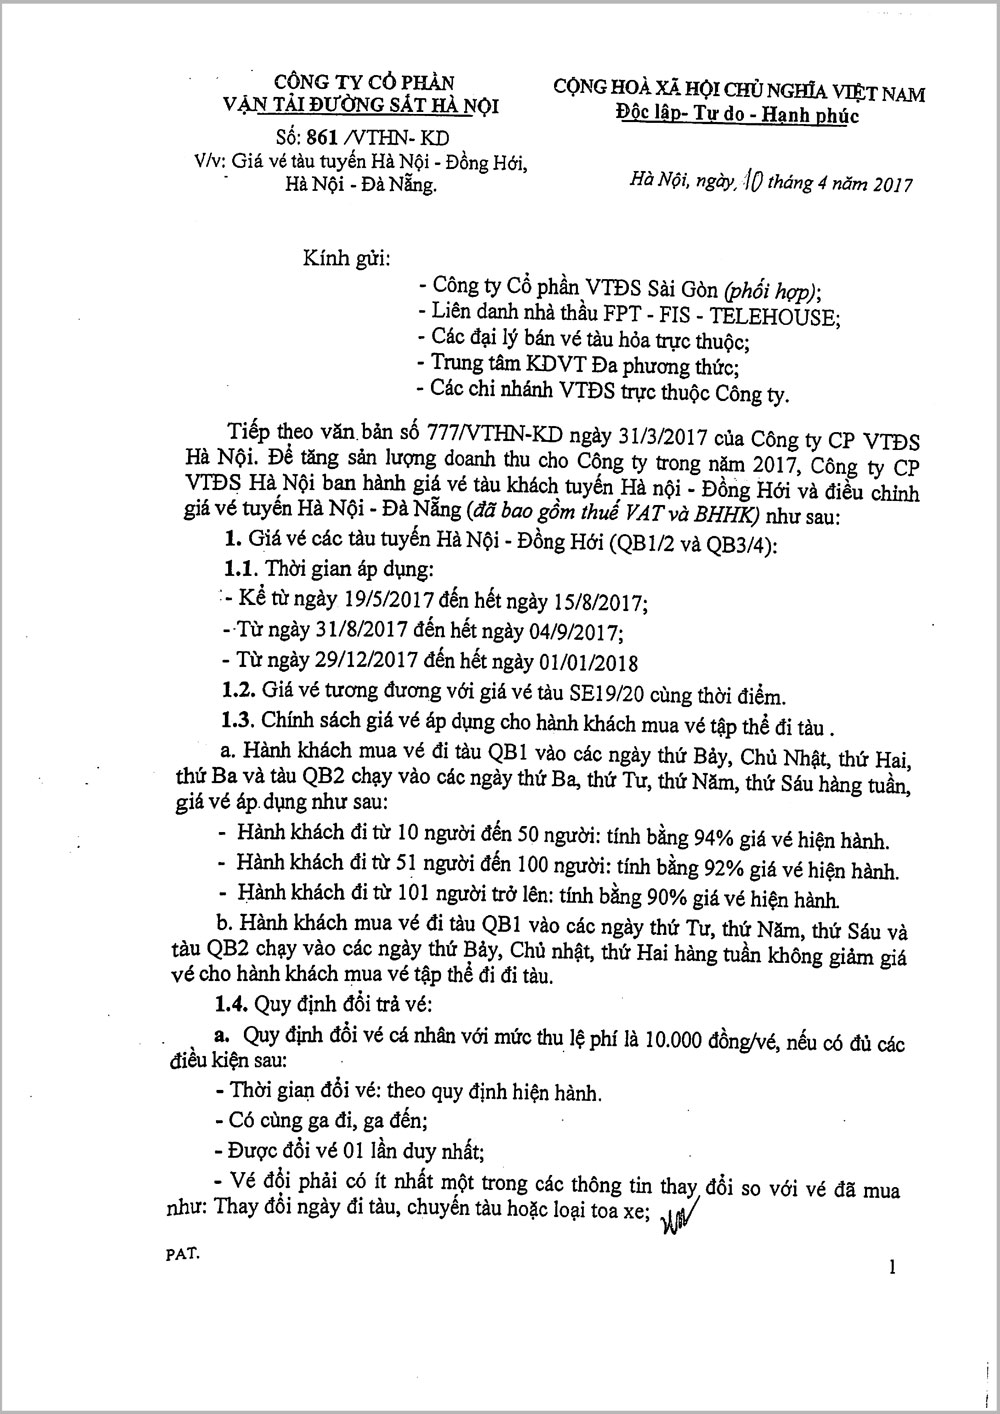 CÔNG TY CỔ PHẦN
VẬN TẢI ĐƯỜNG SẮT HÀ NỘI
Số: 861 /VTHN- KD
V/v: Giá vé tàu tuyến Hà Nội - Đồng Hới,
Hà Nội - Đà Nẵng.
CỘNG HOÀ XÃ HỘI CHỦ NGHĨA VIỆT NAM
Độc lập- Tự do - Hạnh phúc
Hà Nội, ngày 10 tháng 4 năm 2017
Kính gửi:
- Công ty Cổ phần VTĐS Sài Gòn (phối hợp);
- Liên danh nhà thầu FPT - FIS - TELEHOUSE;
- Các đại lý bán vé tàu hỏa trực thuộc;
- Trung tâm KDVT Đa phương thức;
- Các chi nhánh VTĐS trực thuộc Công ty.
Tiếp theo văn bản số 777/VTHN-KD ngày 31/3/2017 của Công ty CP VTĐS
Hà Nội. Để tăng sản lượng doanh thu cho Công ty trong năm 2017, Công ty CP
VTĐS Hà Nội ban hành giá vé tàu khách tuyến Hà nội - Đồng Hới và điều chỉnh
giá vé tuyến Hà Nội - Đà Nẵng (đã bao gồm thuế VAT và BHHK) như sau:
1. Giá vé các tàu tuyến Hà Nội - Đồng Hới (QB1/2 và QB3/4):
1.1. Thời gian áp dụng:
- Kể từ ngày 19/5/2017 đến hết ngày 15/8/2017;
- Từ ngày 31/8/2017 đến hết ngày 04/9/2017;
- Từ ngày 29/12/2017 đến hết ngày 01/01/2018
1.2. Giá vé tương đương với giá vé tàu SE19/20 cùng thời điểm.
1.3. Chính sách giá vé áp dụng cho hành khách mua vé tập thể đi tàu .
a. Hành khách mua vé đi tàu QB1 vào các ngày thứ Bảy, Chủ Nhật, thứ Hai,
thứ Ba và tàu QB2 chạy vào các ngày thứ Ba, thứ Tư, thứ Năm, thứ Sáu hàng tuần,
giá vé áp dụng như sau:
- Hành khách đi từ 10 người đến 50 người: tính bằng 94% giá vé hiện hành.
- Hành khách đi từ 51 người đến 100 người: tính bằng 92% giá vé hiện hành.
- Hành khách đi từ 101 người trở lên: tính bằng 90% giá vé hiện hành.
b. Hành khách mua vé đi tàu QB1 vào các ngày thứ Tư, thứ Năm, thứ Sáu và
tàu QB2 chạy vào các ngày thứ Bảy, Chủ nhật, thứ Hai hàng tuần không giảm giá
vé cho hành khách mua vé tập thể đi đi tàu.
1.4. Quy định đổi trả vé:
a. Quy định đổi vé cá nhân với mức thu lệ phí là 10.000 đồng/vé, nếu có đủ các
điều kiện sau:
- Thời gian đổi vé: theo quy định hiện hành.
- Có cùng ga đi, ga đến;
- Được đổi vé 01 lần duy nhất;
- Vé đổi phải có ít nhất một trong các thông tin thay đổi so với vé đã mua
như: Thay đổi ngày đi tàu, chuyến tàu hoặc loại toa xe;
PAT.
1